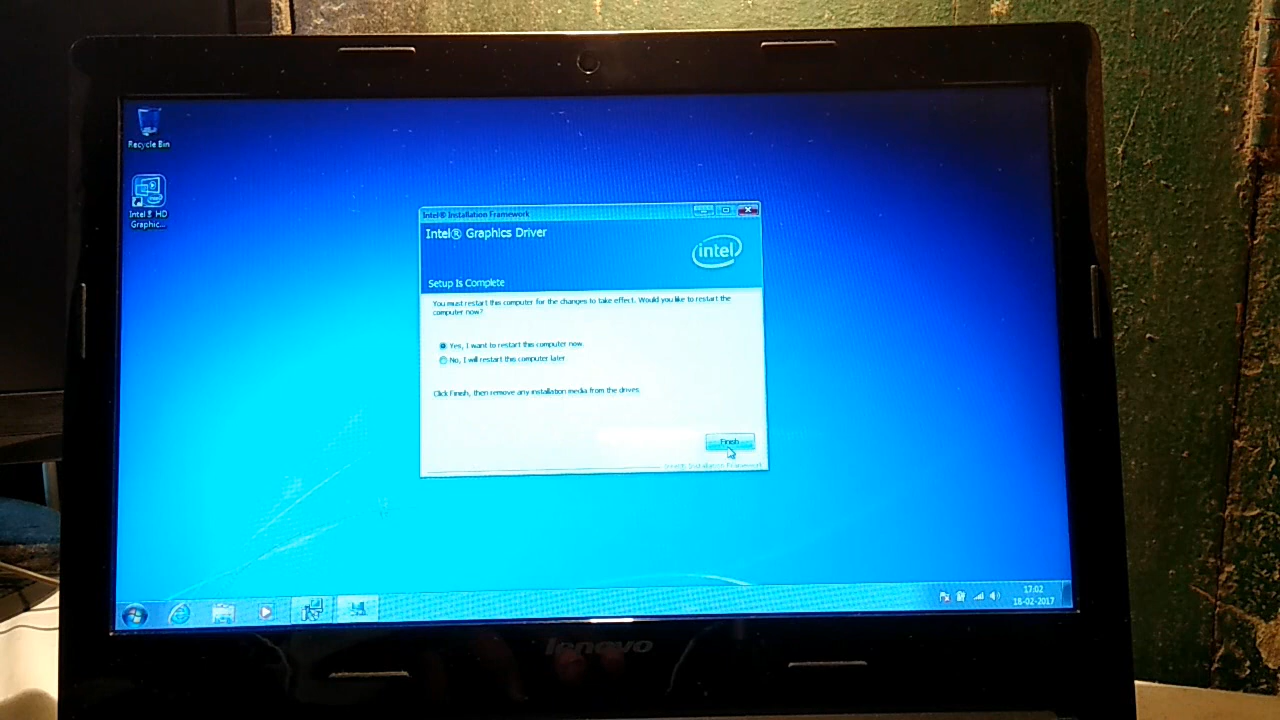 Recycle Bin
Intel® HD
Graphic...
Intel® Installation Framework
Intel® Graphics Driver
intel
Setup Is Complete
You must restart this computer for the changes to take effect. Would you like to restart the
computer now?
Yes, I want to restart this computer now.
No, I will restart this computer later.
Click Finish, then remove any installation media from the drives.
Finish
Intel® Installation Framework
17:02
18-02-2017
lenovo